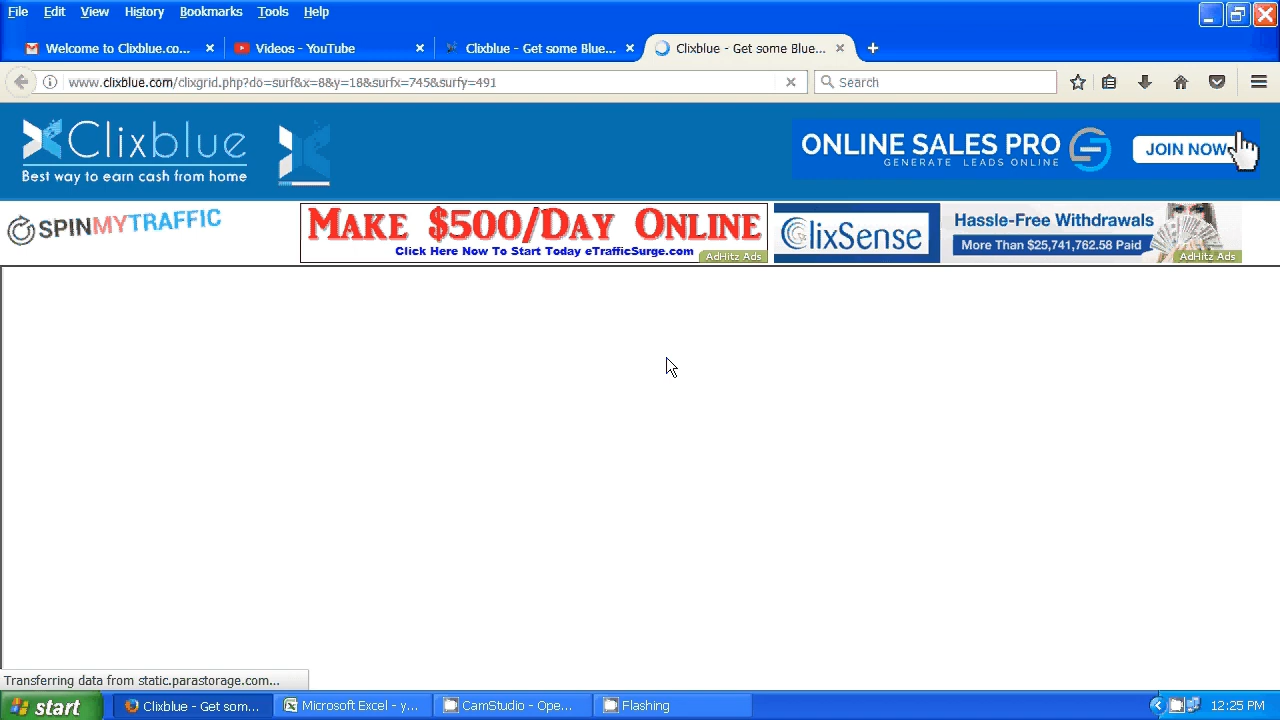 File Edit View History Bookmarks Tools Help
Welcome to Clixblue.co... Videos - YouTube Clixblue - Get some Blue... Clixblue - Get some Blue...
www.clixblue.com/clixgrid.php?do=surf&x=8&y=18&surfx=745&surfy=491 Search
Clixblue
Best way to earn cash from home
ONLINE SALES PRO
GENERATE LEADS ONLINE
JOIN NOW
SPINMYTRAFFIC
MAKE $500/DAY ONLINE
Click Here Now To Start Today eTrafficSurge.com
AdHitz Ads
ClixSense
Hassle-Free Withdrawals
More Than $25,741,762.58 Paid
AdHitz Ads
Transferring data from static.parastorage.com...
start Clixblue - Get som... Microsoft Excel - y... CamStudio - Ope... Flashing 12:25 PM